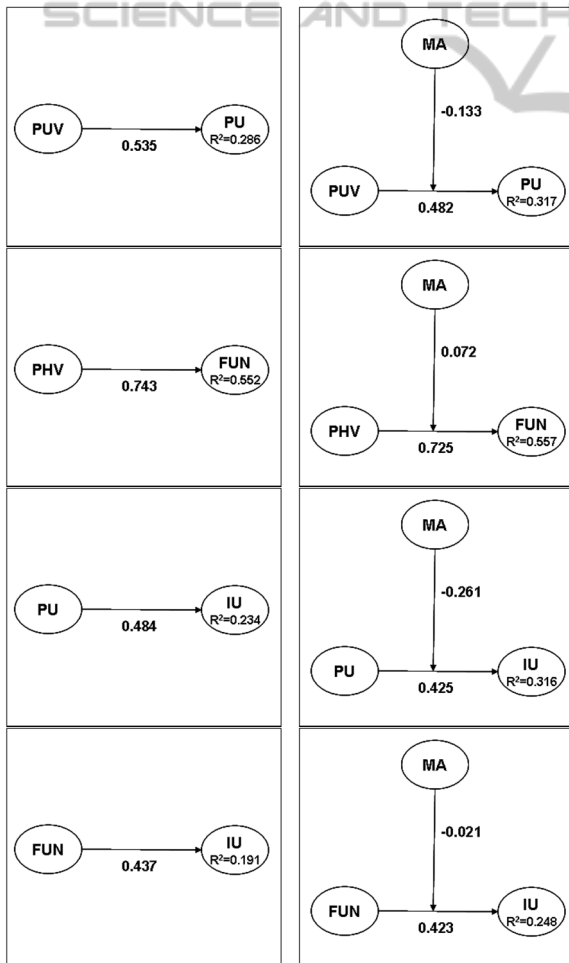 SCIENCE AND TECH
PUV
PU
R²=0.286
0.535
MA
-0.133
PUV
PU
R²=0.317
0.482
PHV
FUN
R²=0.552
0.743
MA
0.072
PHV
FUN
R²=0.557
0.725
PU
IU
R²=0.234
0.484
MA
-0.261
PU
IU
R²=0.316
0.425
FUN
IU
R²=0.191
0.437
MA
-0.021
FUN
IU
R²=0.248
0.423